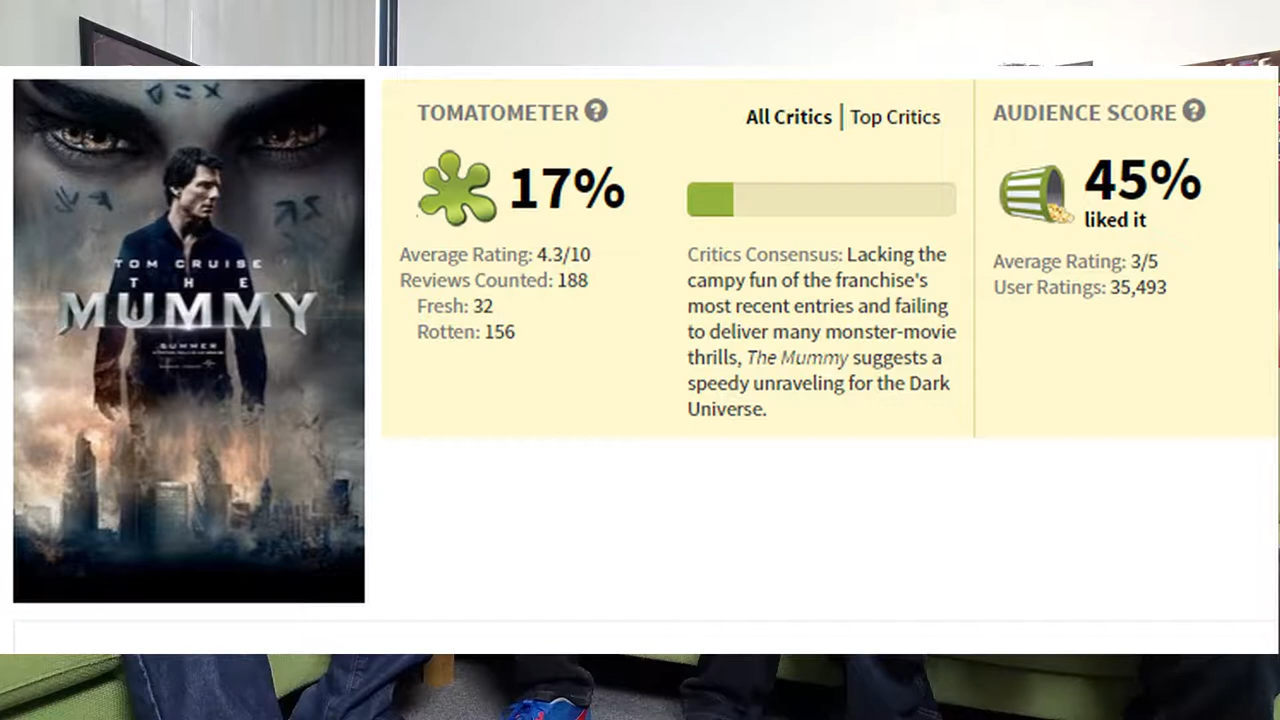 TOM CRUISE
THE
MUMMY
SUMMER
TOMATOMETER ?
17%
Average Rating: 4.3/10
Reviews Counted: 188
Fresh: 32
Rotten: 156
All Critics | Top Critics
Critics Consensus: Lacking the
campy fun of the franchise's
most recent entries and failing
to deliver many monster-movie
thrills, The Mummy suggests a
speedy unraveling for the Dark
Universe.
AUDIENCE SCORE ?
45%
liked it
Average Rating: 3/5
User Ratings: 35,493